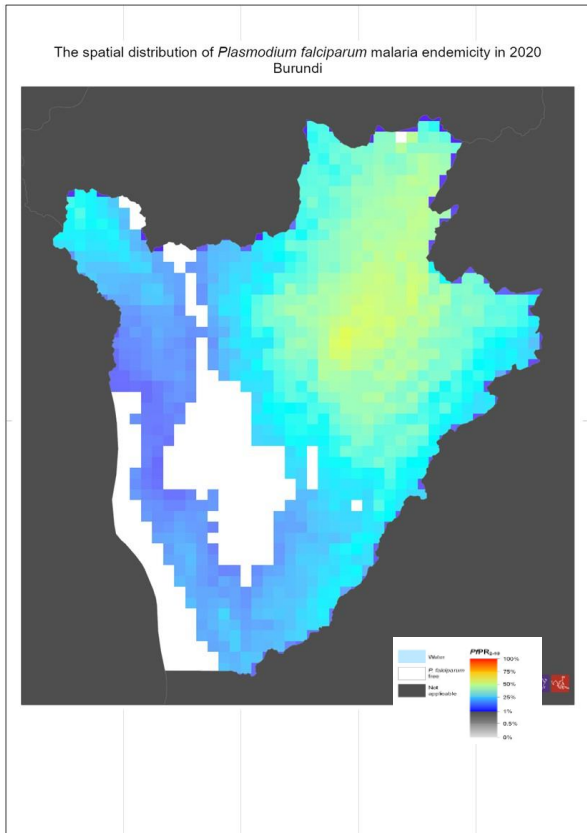 The spatial distribution of Plasmodium falciparum malaria endemicity in 2020
Burundi
Water
P. falciparum
free
Not
applicable
PfPR2-10
100%
75%
50%
25%
1%
0.5%
0%